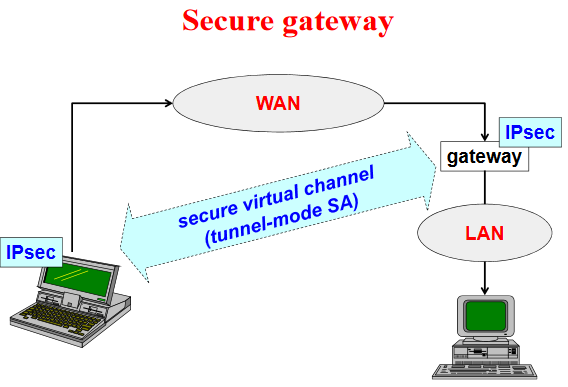 Secure gateway
WAN
IPsec
gateway
secure virtual channel
(tunnel-mode SA)
LAN
IPsec